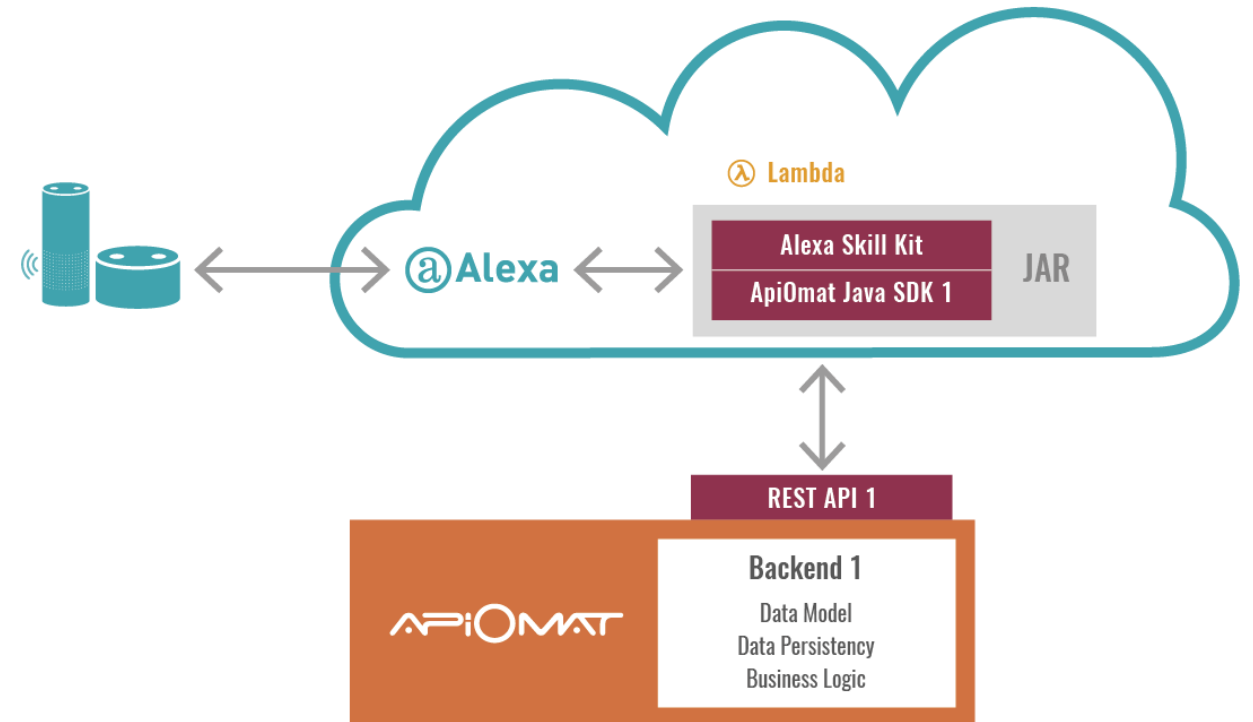 λ Lambda
Alexa Skill Kit
ApiOmat Java SDK 1
JAR
a Alexa
REST API 1
APiOMAT
Backend 1
Data Model
Data Persistency
Business Logic